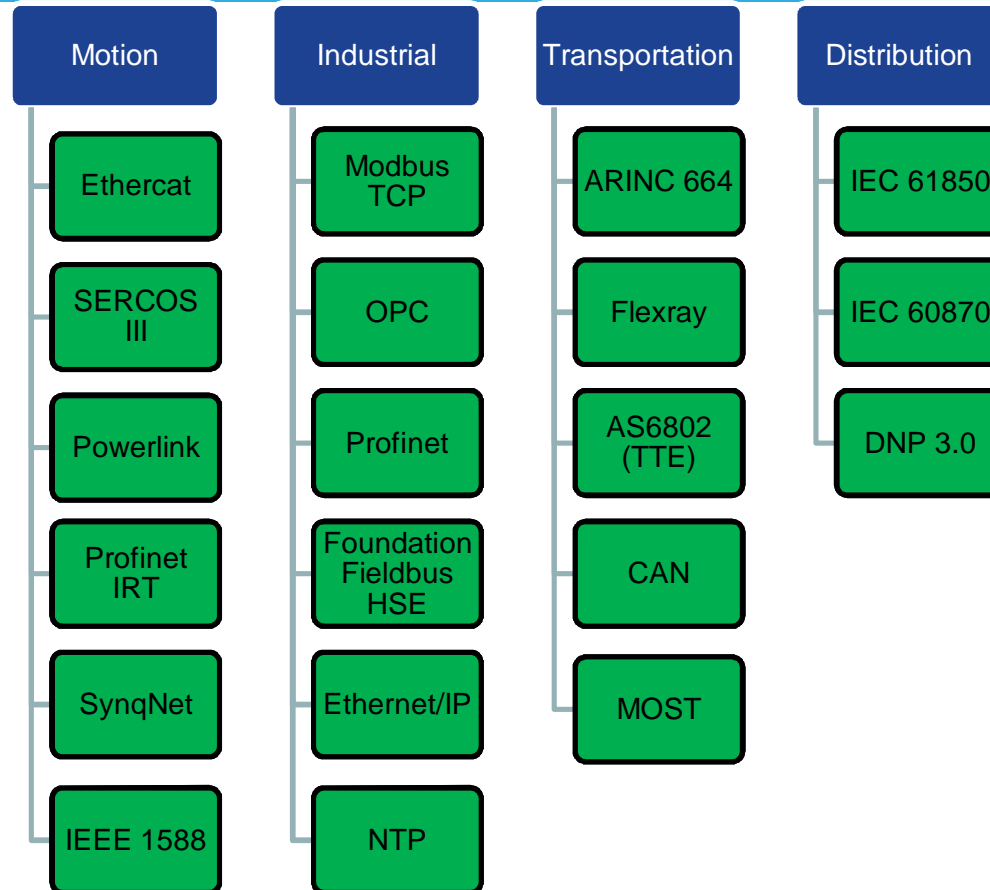 Motion
Ethercat
SERCOS
III
Powerlink
Profinet
IRT
SynqNet
IEEE 1588
Industrial
Modbus
TCP
OPC
Profinet
Foundation
Fieldbus
HSE
Ethernet/IP
NTP
Transportation
ARINC 664
Flexray
AS6802
(TTE)
CAN
MOST
Distribution
IEC 61850
IEC 60870
DNP 3.0